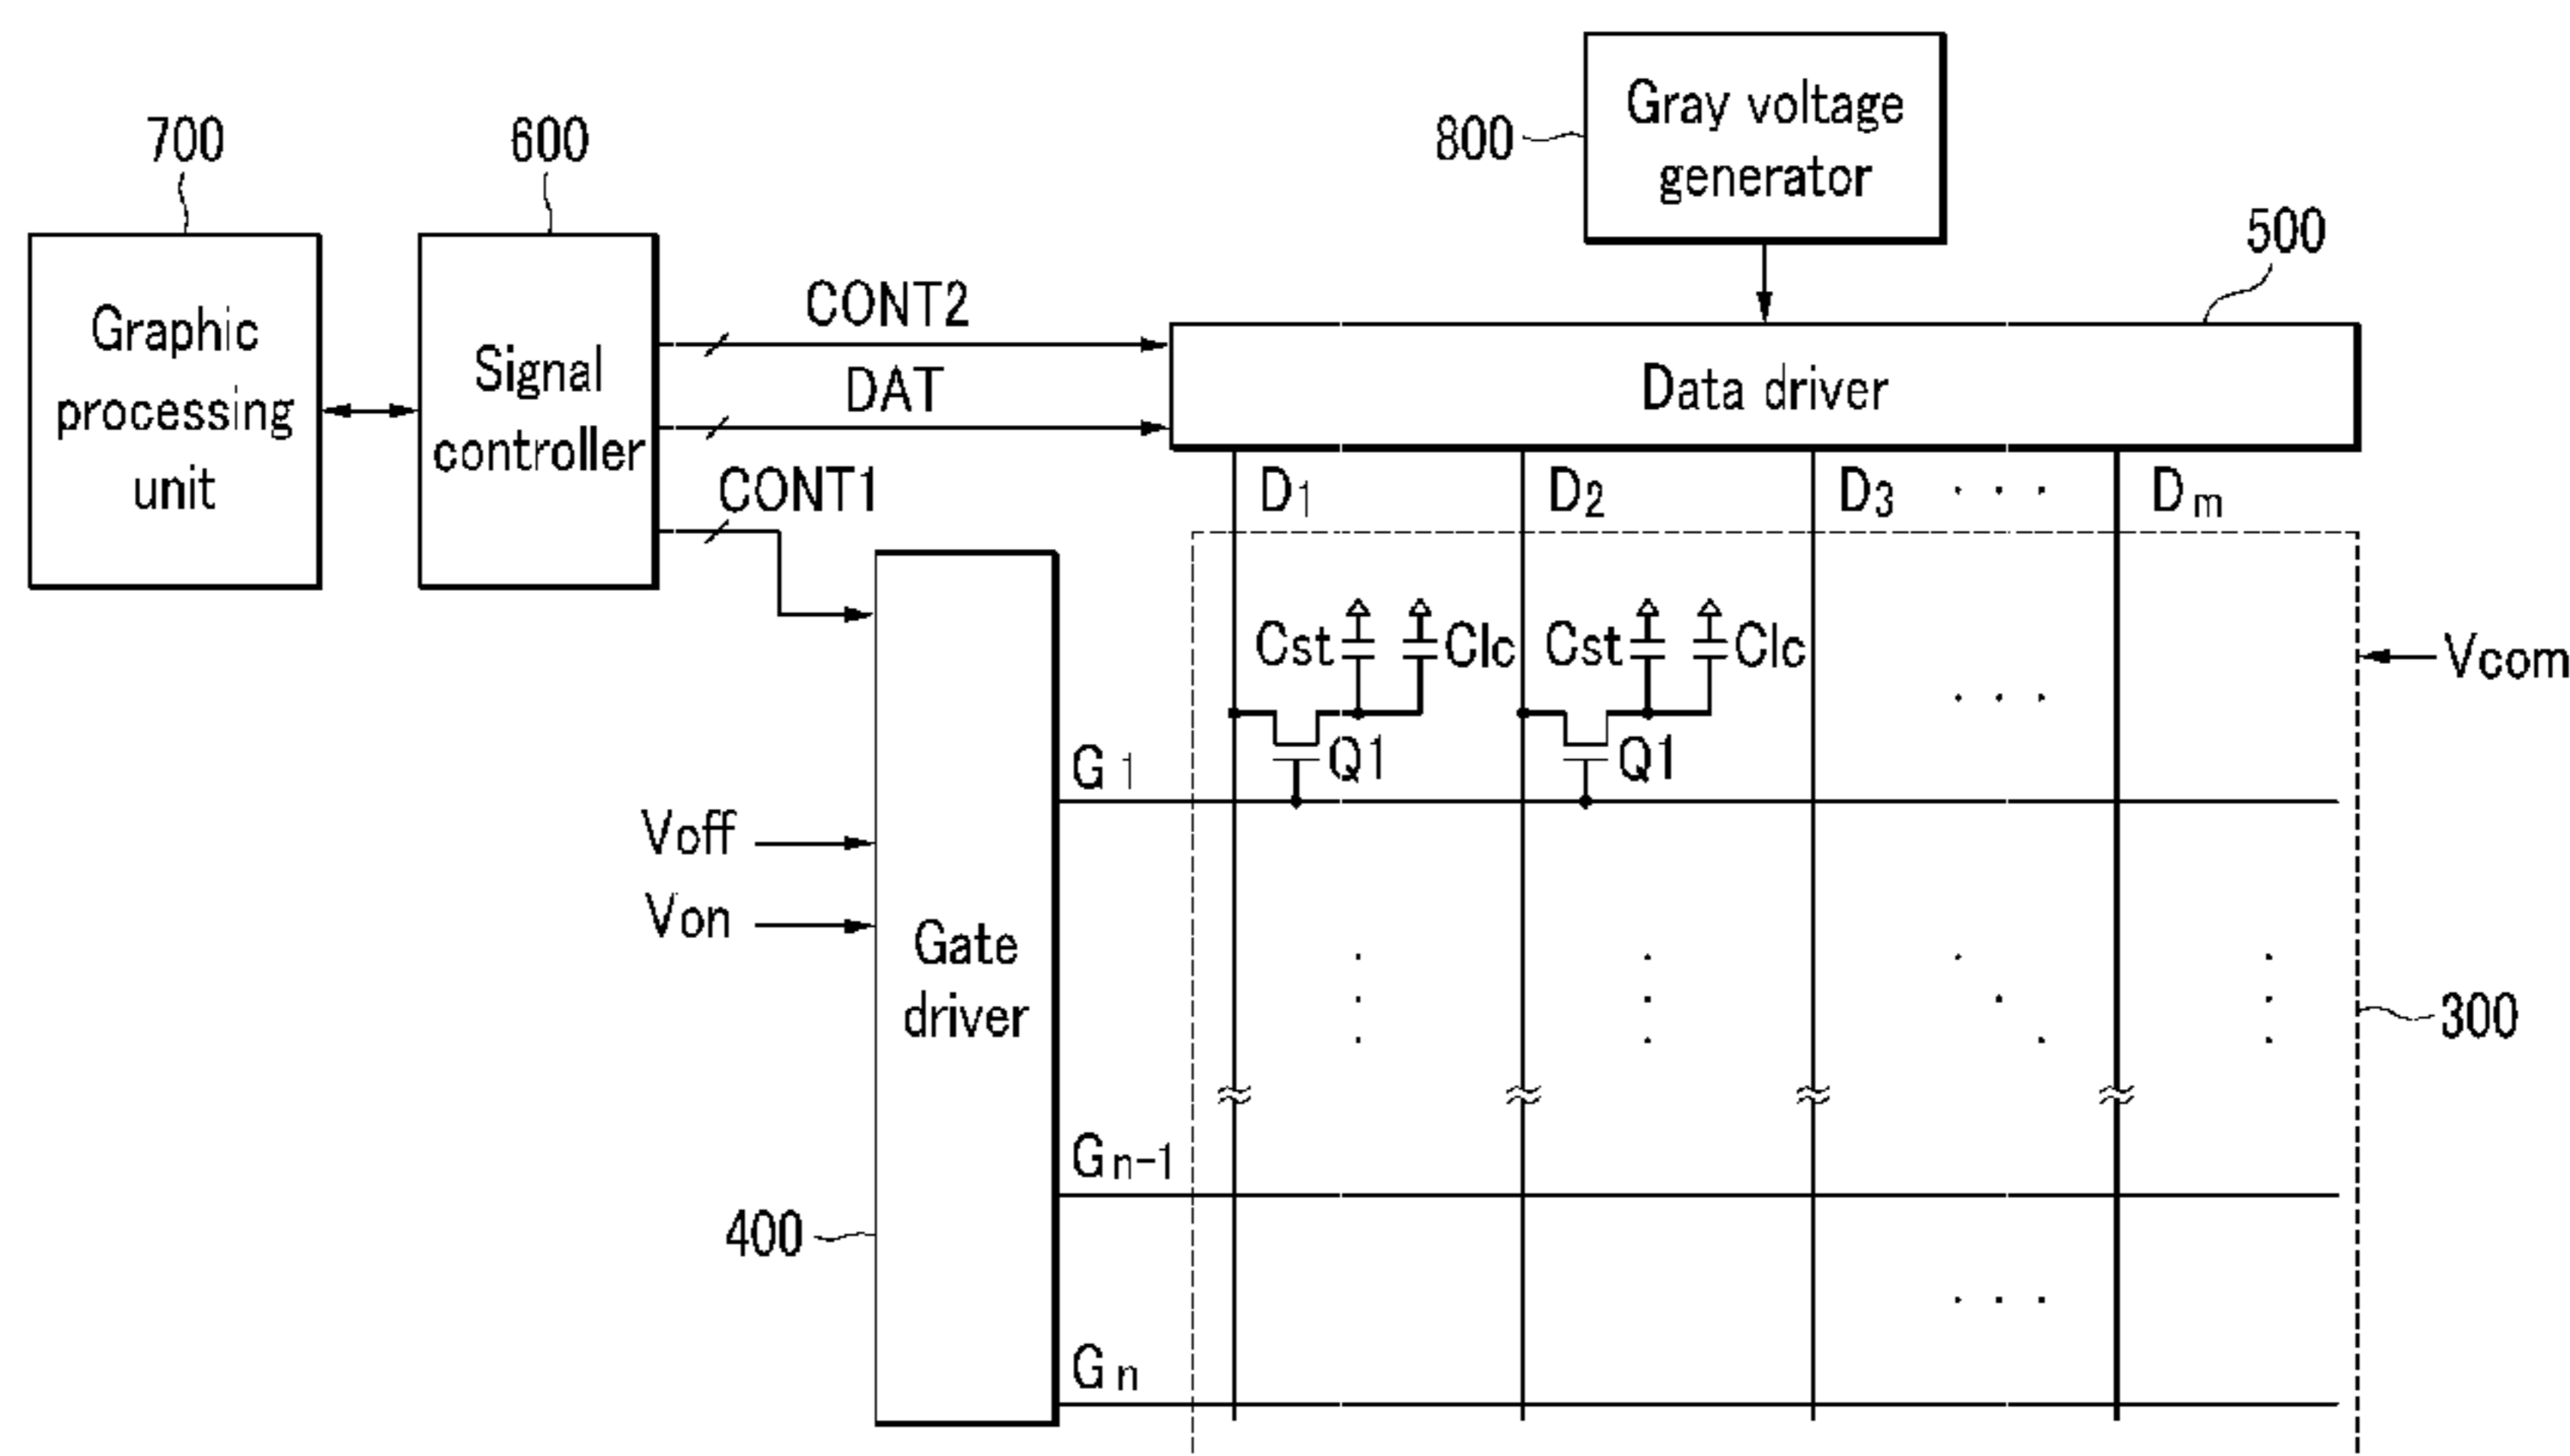 700
600
800
Gray voltage
generator
500
Graphic
processing
unit
Signal
controller
CONT2
DAT
CONT1
Data driver
D1
D2
D3
. . .
Dm
Cst
Clc
Cst
Clc
Vcom
Q1
Q1
G1
Voff
Von
Gate
driver
300
Gn-1
400
Gn